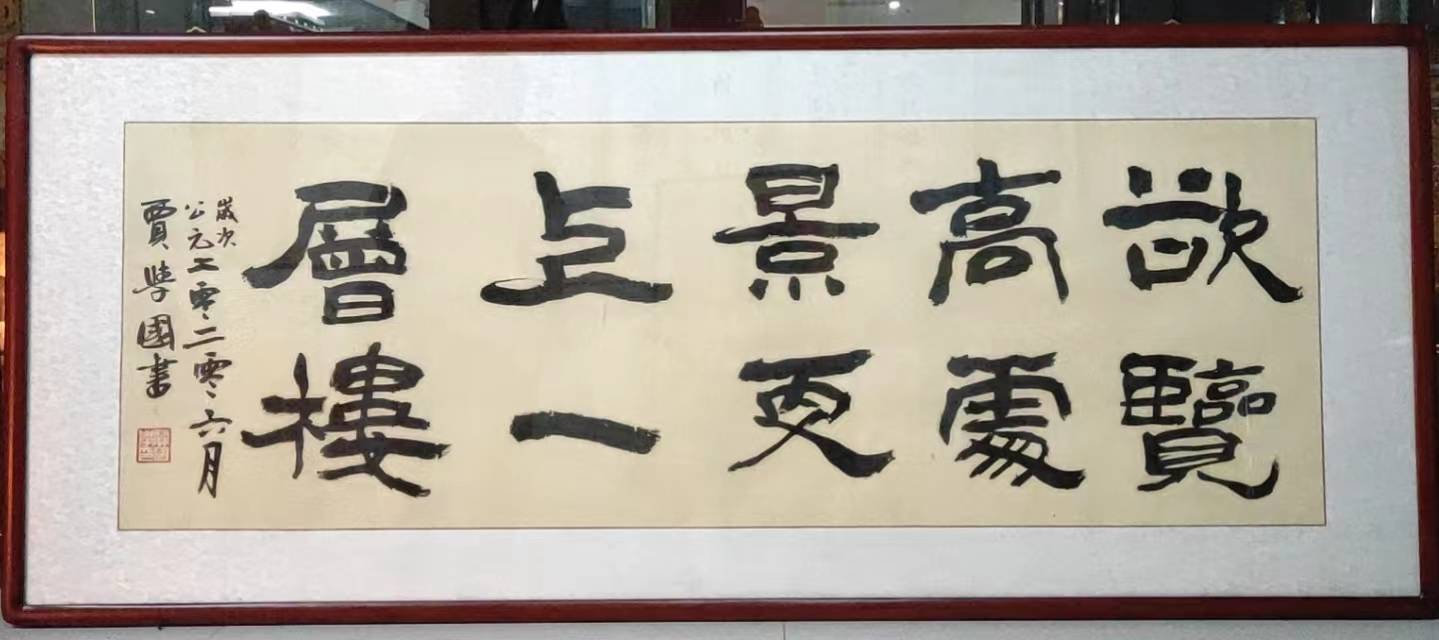 欲覽
高處
景更
上一
層樓
歲次
公元二零二零六月
賈學國書